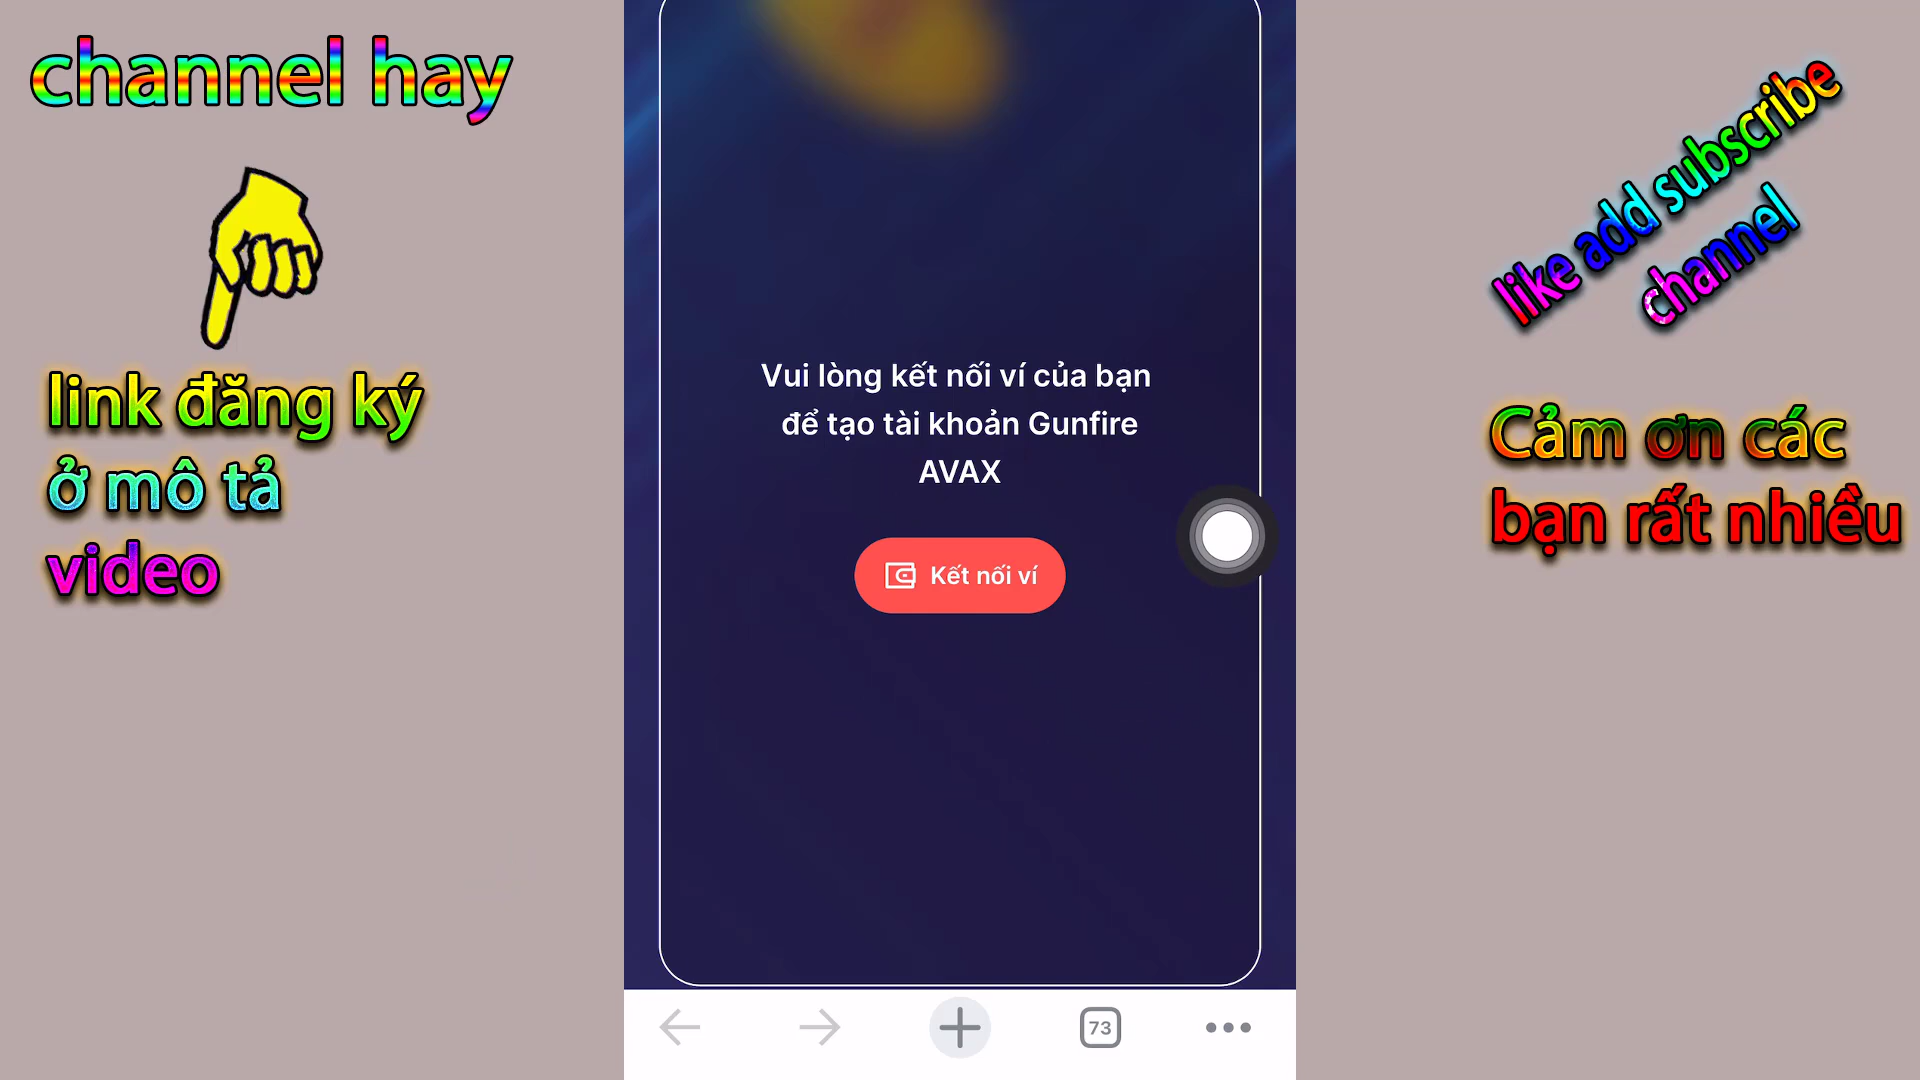 channel hay
link đăng ký
ở mô tả
video
Vui lòng kết nối ví của bạn
để tạo tài khoản Gunfire
AVAX
Kết nối ví
73
like add subscribe
channel
Cảm ơn các
bạn rất nhiều